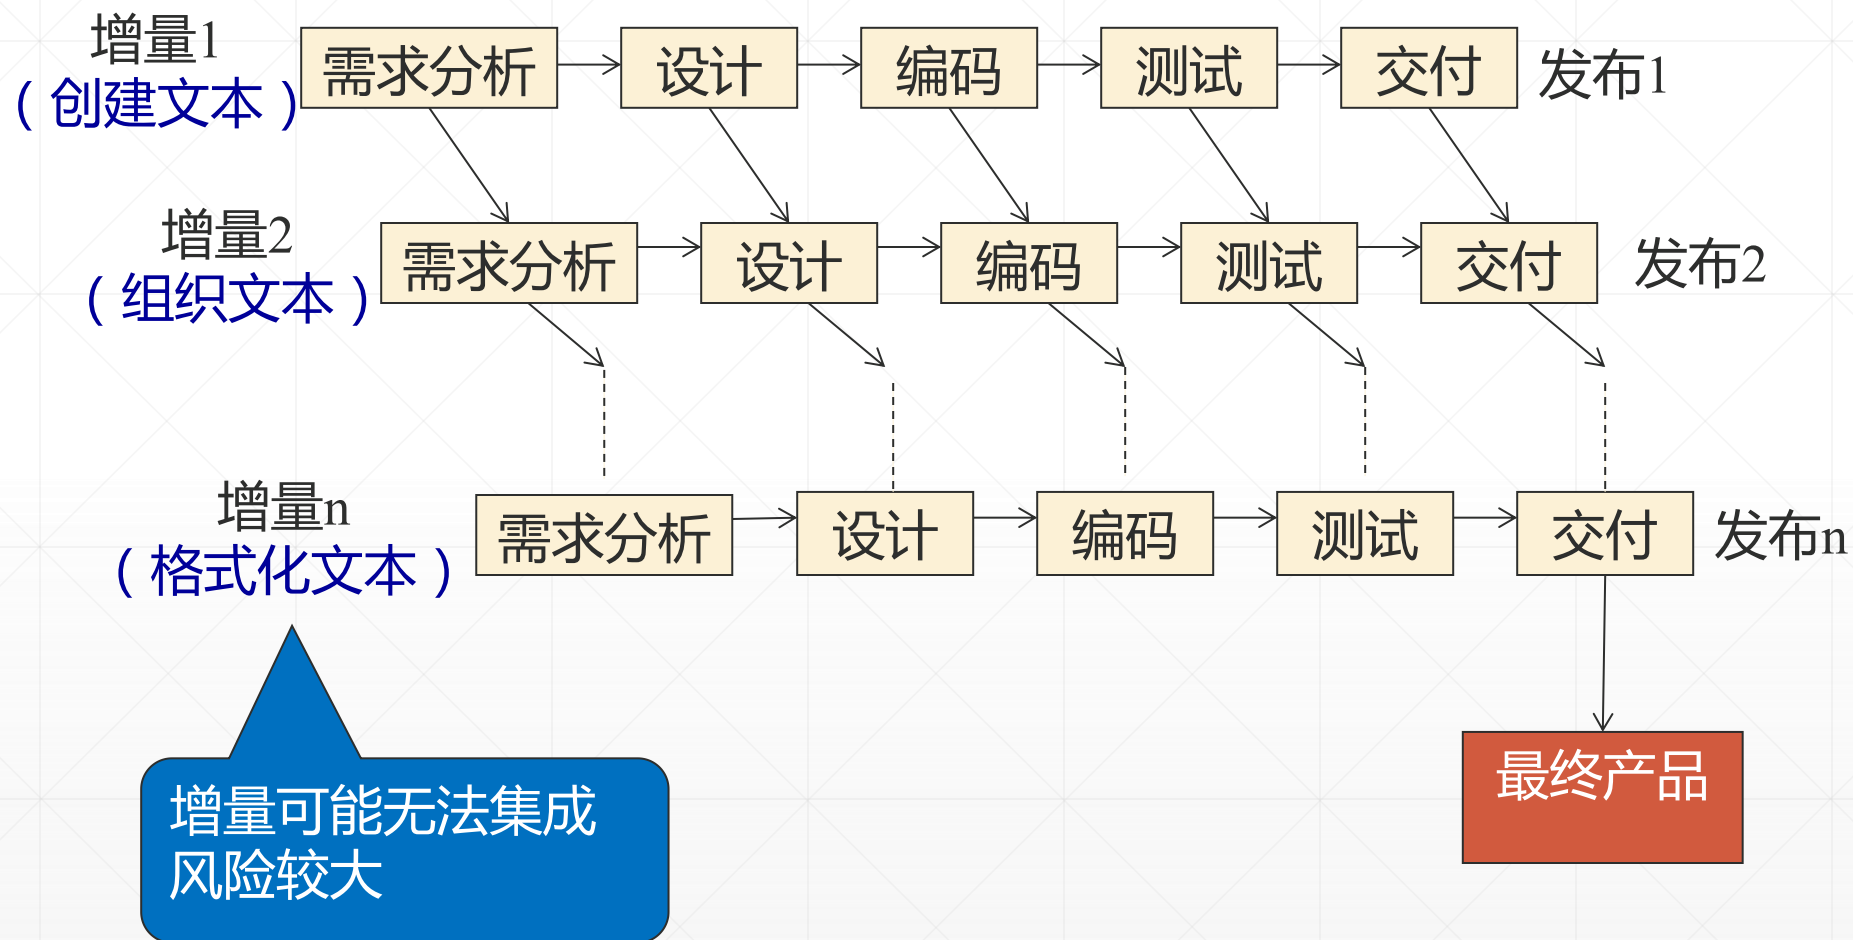 增量1
（创建文本）
需求分析
设计
编码
测试
交付
发布1
增量2
（组织文本）
需求分析
设计
编码
测试
交付
发布2
增量n
（格式化文本）
需求分析
设计
编码
测试
交付
发布n
增量可能无法集成
风险较大
最终产品